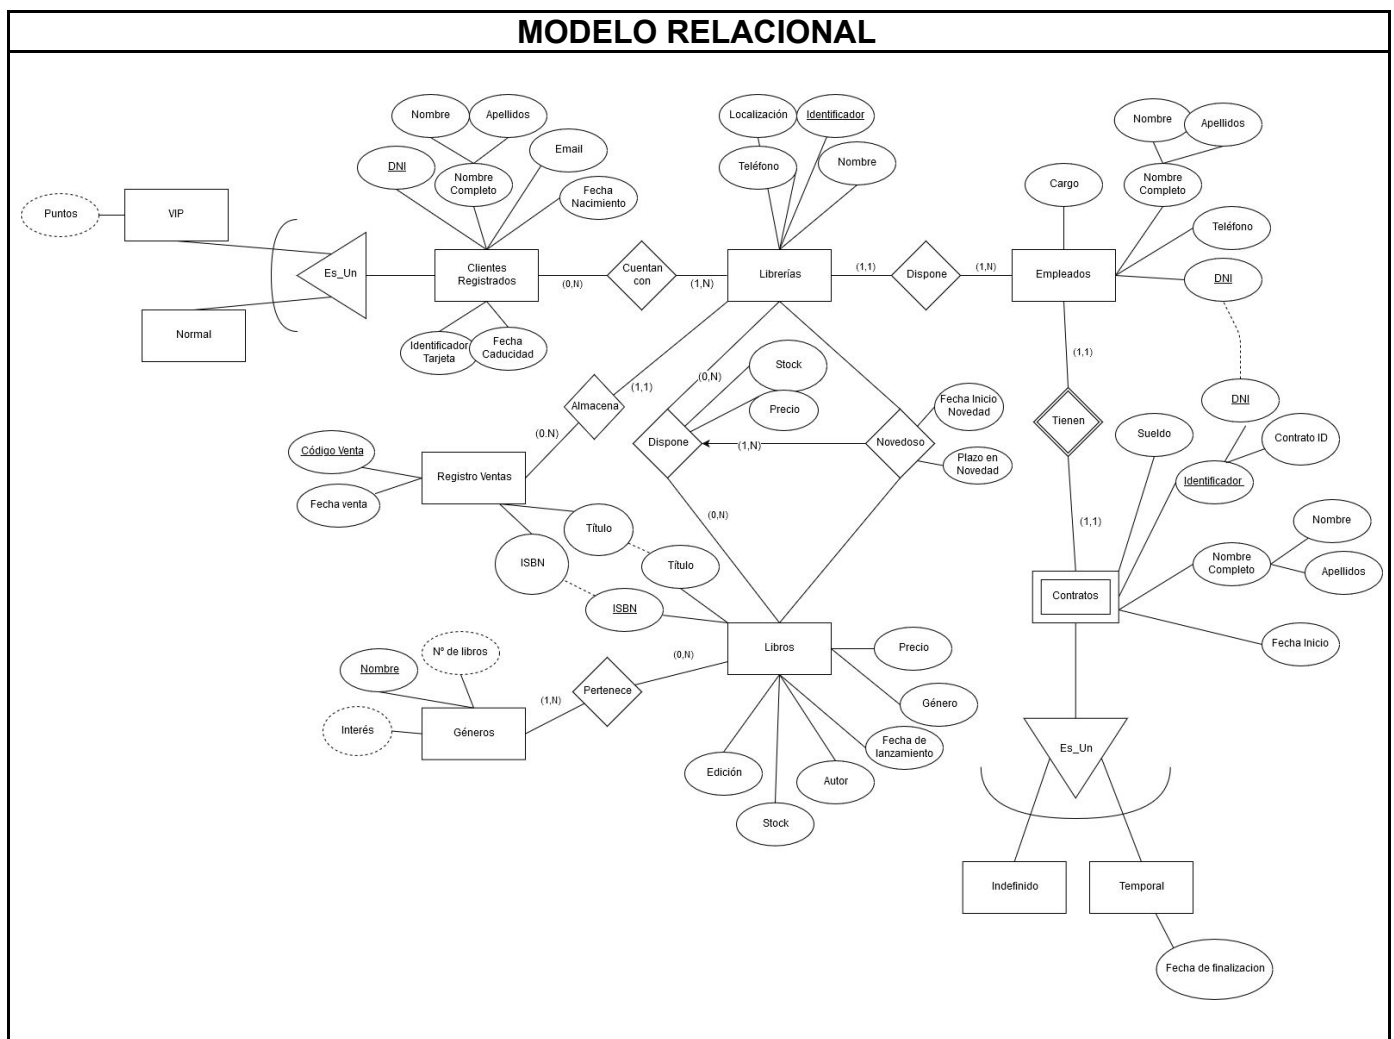 MODELO RELACIONAL
Nombre
Apellidos
DNI
Nombre
Completo
Email
Fecha
Nacimiento
Puntos
VIP
Es_Un
Normal
Clientes
Registrados
Identificador
Tarjeta
Fecha
Caducidad
(0,N)
Cuentan
con
(1,N)
Localización
Identificador
Teléfono
Nombre
Librerías
(1,1)
Dispone
(1,N)
Empleados
Cargo
Nombre
Apellidos
Nombre
Completo
Teléfono
DNI
(1,1)
Tienen
(1,1)
DNI
Contrato ID
Identificador
Sueldo
Nombre
Completo
Nombre
Apellidos
Fecha Inicio
Contratos
Es_Un
Indefinido
Temporal
Fecha de finalizacion
(1,1)
Almacena
(0.N)
Código Venta
Fecha venta
Registro Ventas
Título
ISBN
Título
ISBN
(0,N)
Stock
Precio
Dispone
(1,N)
Novedoso
Fecha Inicio
Novedad
Plazo en
Novedad
(0,N)
Libros
Precio
Género
Fecha de
lanzamiento
Autor
Stock
Edición
(0,N)
Pertenece
(1,N)
Géneros
Nombre
Nº de libros
Interés